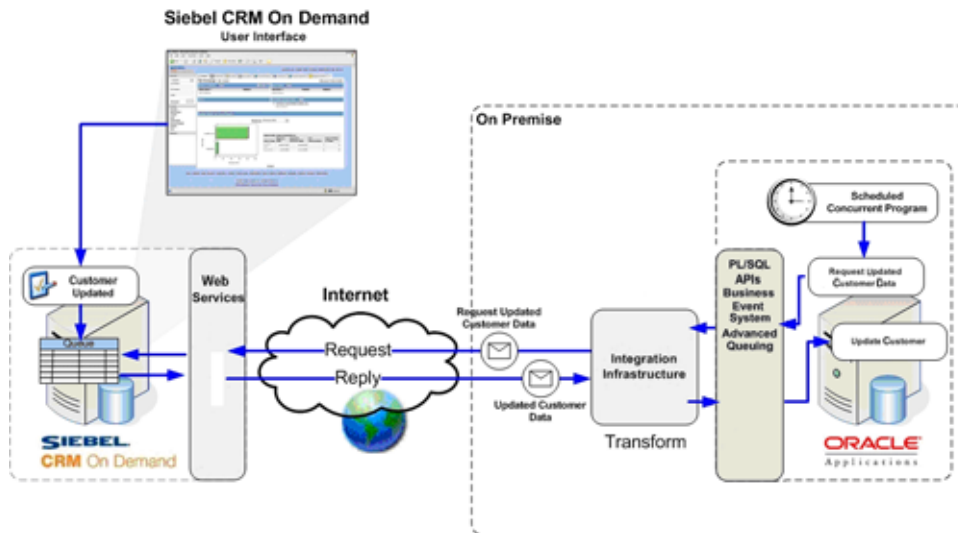 Siebel CRM On Demand
User Interface
On Premise
Scheduled
Concurrent Program
Customer
Updated
Queue
Web
Services
Internet
Request
Reply
Request Updated
Customer Data
Updated Customer
Data
Integration
Infrastructure
Transform
PL/SQL
APIs
Business
Event
System
Advanced
Queuing
Request Updated
Customer Data
Update Customer
SIEBEL
CRM On Demand
ORACLE
Applications